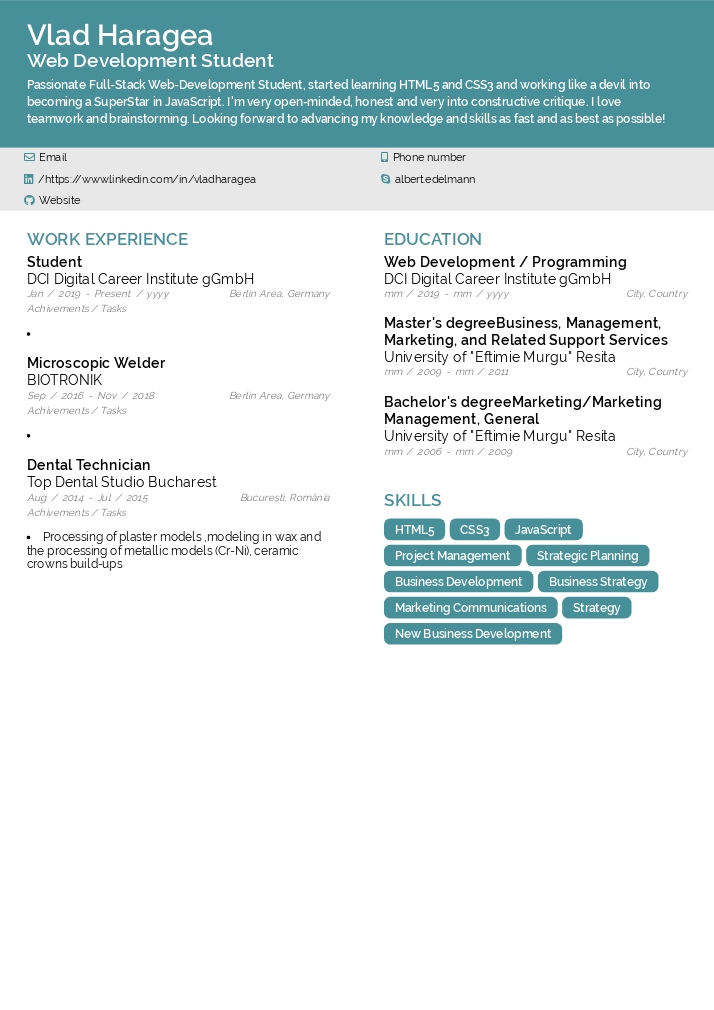 Vlad Haragea
Web Development Student
Passionate Full-Stack Web-Development Student, started learning HTML5 and CSS3 and working like a devil into
becoming a SuperStar in JavaScript. I'm very open-minded, honest and very into constructive critique. I love
teamwork and brainstorming. Looking forward to advancing my knowledge and skills as fast and as best as possible!
Email
Phone number
/https://www.linkedin.com/in/vladharagea
albert.edelmann
Website
WORK EXPERIENCE
Student
DCI Digital Career Institute gGmbH
Jan / 2019 - Present / yyyy Berlin Area, Germany
Achivements / Tasks
•
Microscopic Welder
BIOTRONIK
Sep / 2016 - Nov / 2018 Berlin Area, Germany
Achivements / Tasks
•
Dental Technician
Top Dental Studio Bucharest
Aug / 2014 - Jul / 2015 București, România
Achivements / Tasks
• Processing of plaster models ,modeling in wax and
the processing of metallic models (Cr-Ni), ceramic
crowns build-ups
EDUCATION
Web Development / Programming
DCI Digital Career Institute gGmbH
mm / 2019 - mm / yyyy City, Country
Master's degreeBusiness, Management,
Marketing, and Related Support Services
University of "Eftimie Murgu" Resita
mm / 2009 - mm / 2011 City, Country
Bachelor's degreeMarketing/Marketing
Management, General
University of "Eftimie Murgu" Resita
mm / 2006 - mm / 2009 City, Country
SKILLS
HTML5 CSS3 JavaScript
Project Management Strategic Planning
Business Development Business Strategy
Marketing Communications Strategy
New Business Development